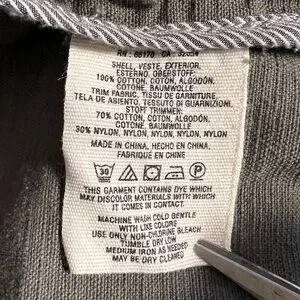 RN: 66170 CA: 32054
SHELL, VESTE, EXTERIOR,
ESTERNO, OBERSTOFF:
100% COTTON, COTON, ALGODÓN,
COTONE, BAUMWOLLE
TRIM FABRIC, TISSU DE GARNITURE,
TELA DE ASIENTO, TESSUTO DI GUARNIZIONI,
STOFF TRIMMEN:
70% COTTON, COTON, ALGODÓN,
COTONE, BAUMWOLLE
30% NYLON, NYLON, NYLON, NYLON, NYLON
MADE IN CHINA, HECHO EN CHINA,
FABRIQUÉ EN CHINE
30
THIS GARMENT CONTAINS DYE WHICH
MAY DISCOLOR MATERIALS WITH WHICH
IT COMES IN CONTACT.
MACHINE WASH COLD GENTLE
WITH LIKE COLORS
USE ONLY NON-CHLORINE BLEACH
TUMBLE DRY LOW
MEDIUM IRON AS NEEDED
MAY BE DRY CLEANED